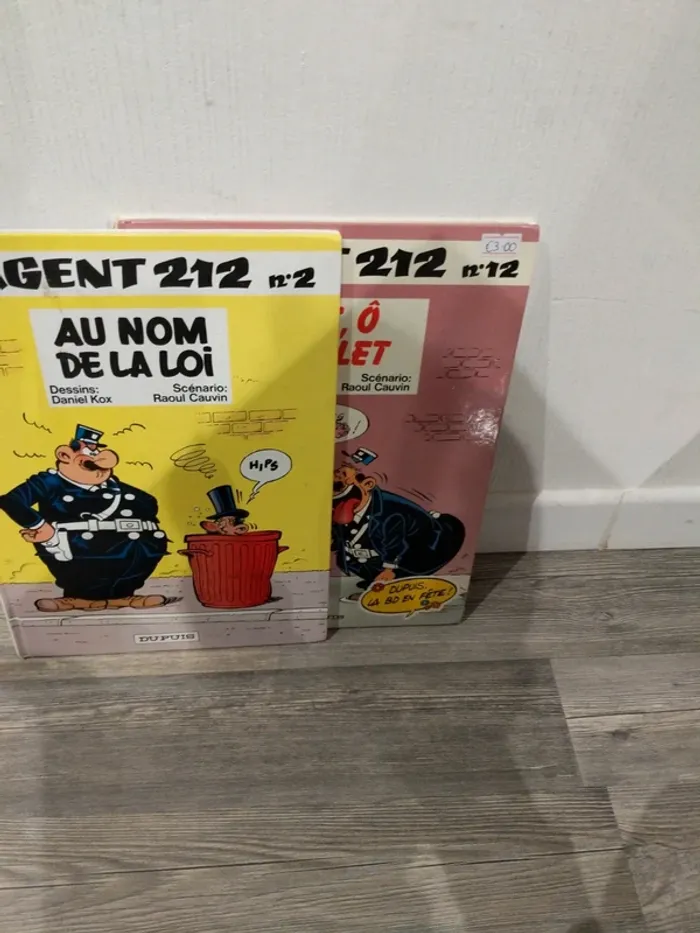 AGENT 212 n°2
AU NOM
DE LA LOi
Dessins:
Daniel Kox
Scénario:
Raoul Cauvin
HIPS
DUPUIS
T 212 n°12
£3.00
, Ô
LET
Scénario:
Raoul Cauvin
DUPUIS.
LA BD EN FÊTE!